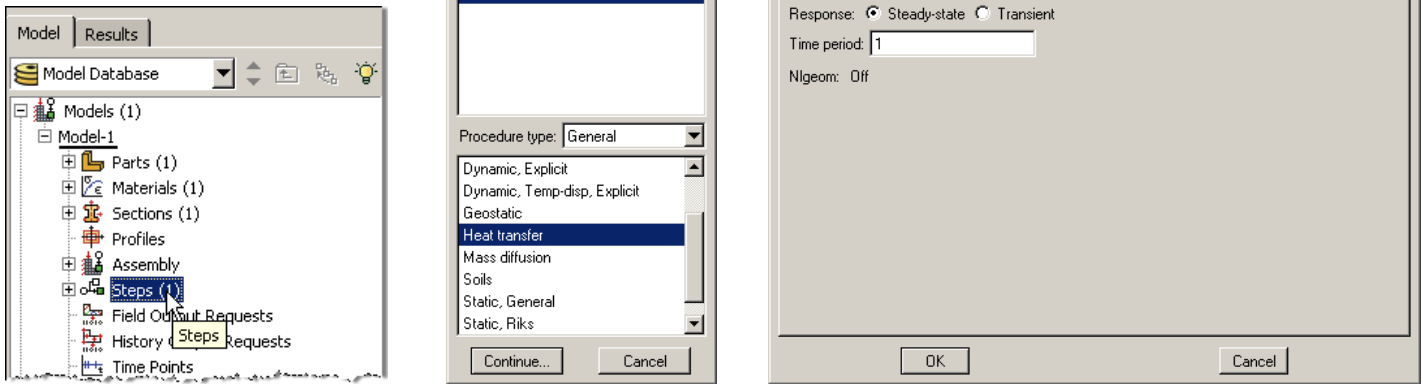 Model Results
Model Database
Models (1)
Model-1
Parts (1)
Materials (1)
Sections (1)
Profiles
Assembly
Steps (1)
Field Output Requests
History Requests
Steps
Time Points
Procedure type: General
Dynamic, Explicit
Dynamic, Temp-disp, Explicit
Geostatic
Heat transfer
Mass diffusion
Soils
Static, General
Static, Riks
Continue... Cancel
Response: Steady-state Transient
Time period: 1
Nlgeom: Off
OK Cancel